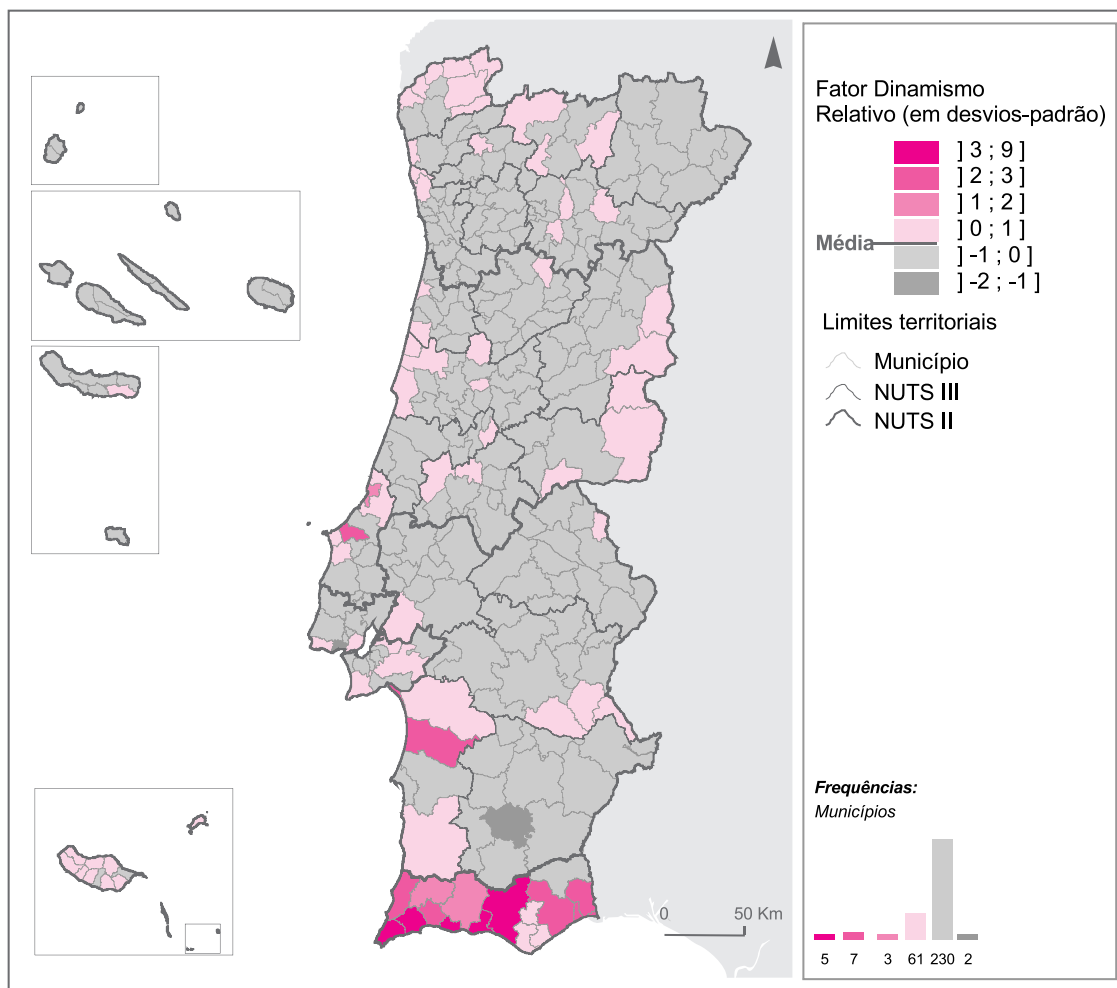 Fator Dinamismo
Relativo (em desvios-padrão)
] 3 ; 9 ]
] 2 ; 3 ]
] 1 ; 2 ]
] 0 ; 1 ]
Média
] -1 ; 0 ]
] -2 ; -1 ]
Limites territoriais
Município
NUTS III
NUTS II
Frequências:
Municípios
5 7 3 61 230 2
0 50 Km